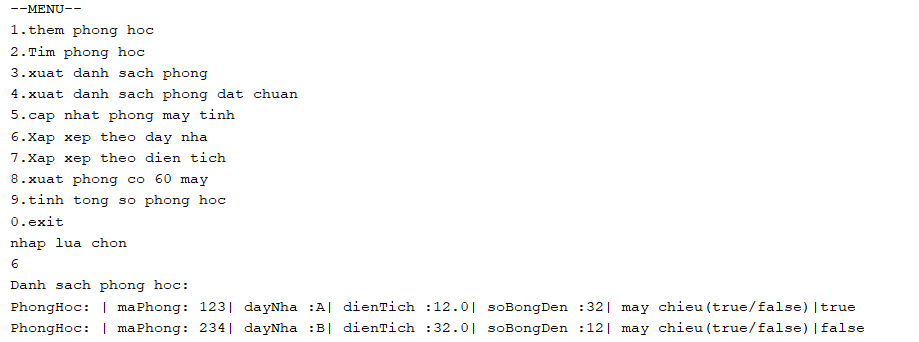 --MENU--
1.them phong hoc
2.Tim phong hoc
3.xuat danh sach phong
4.xuat danh sach phong dat chuan
5.cap nhat phong may tinh
6.Xap xep theo day nha
7.Xap xep theo dien tich
8.xuat phong co 60 may
9.tinh tong so phong hoc
0.exit
nhap lua chon
6
Danh sach phong hoc:
PhongHoc: | maPhong: 123| dayNha :A| dienTich :12.0| soBongDen :32| may chieu(true/false)|true
PhongHoc: | maPhong: 234| dayNha :B| dienTich :32.0| soBongDen :12| may chieu(true/false)|false